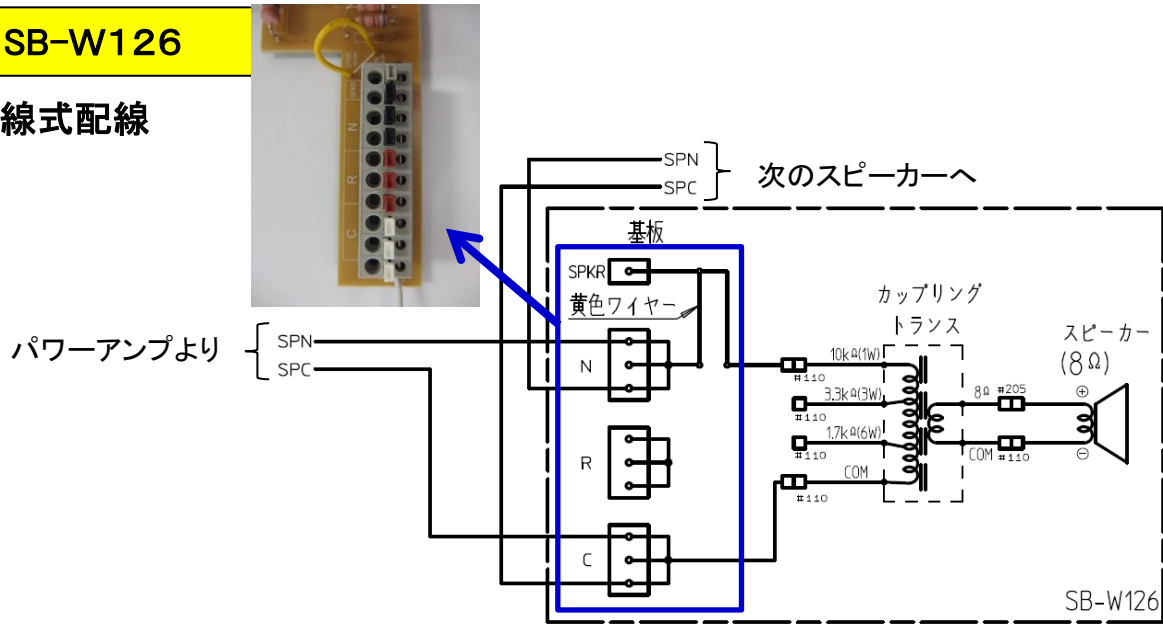 SB-W126
線式配線
N
R
C
SPN
SPC
次のスピーカーへ
基板
SPKR
黄色ワイヤー
カップリング
トランス
スピーカー
(8Ω)
パワーアンプより
SPN
SPC
N
10kΩ(1W)
#110
3.3kΩ(3W)
#110
1.7kΩ(6W)
#110
COM
#110
8Ω #205
COM #110
⊕
⊖
R
C
SB-W126